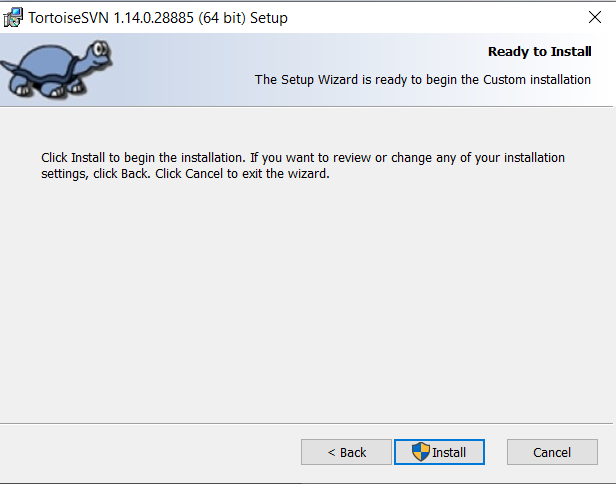 TortoiseSVN 1.14.0.28885 (64 bit) Setup
Ready to Install
The Setup Wizard is ready to begin the Custom installation
Click Install to begin the installation. If you want to review or change any of your installation
settings, click Back. Click Cancel to exit the wizard.
< Back
Install
Cancel